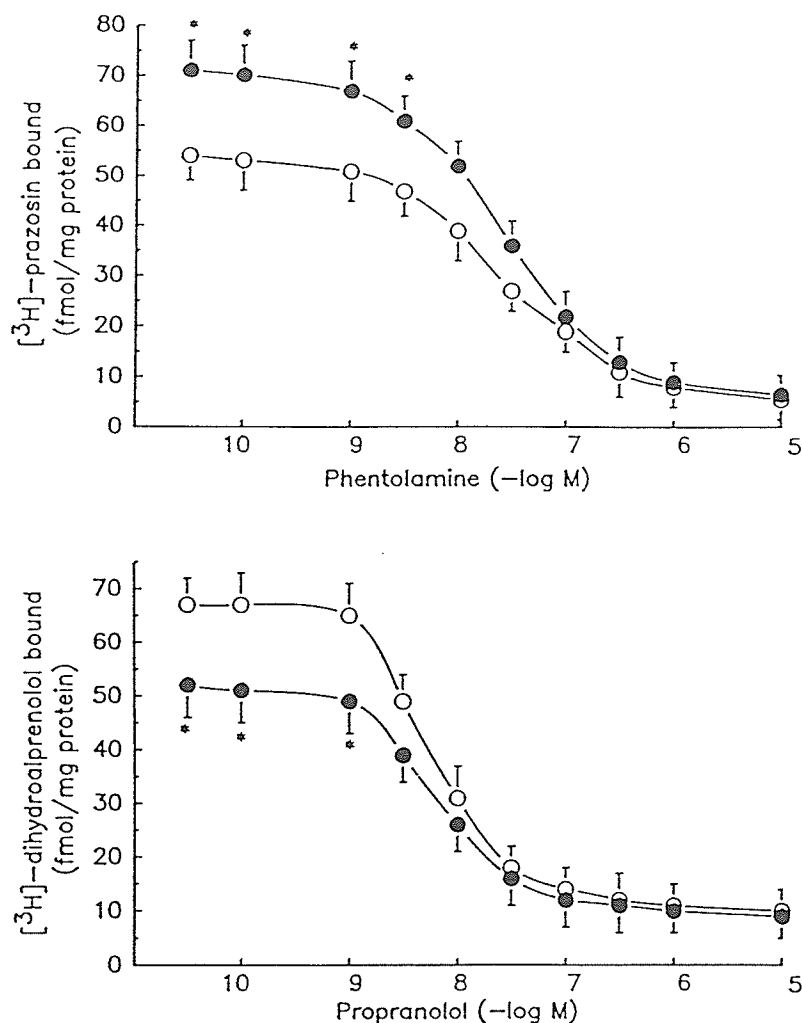 80
70
60
50
40
30
20
10
0
[³H]-prazosin bound
(fmol/mg protein)
* * * *
10 9 8 7 6 5
Phentolamine (-log M)
70
60
50
40
30
20
10
0
[³H]-dihydroalprenolol bound
(fmol/mg protein)
* * *
10 9 8 7 6 5
Propranolol (-log M)